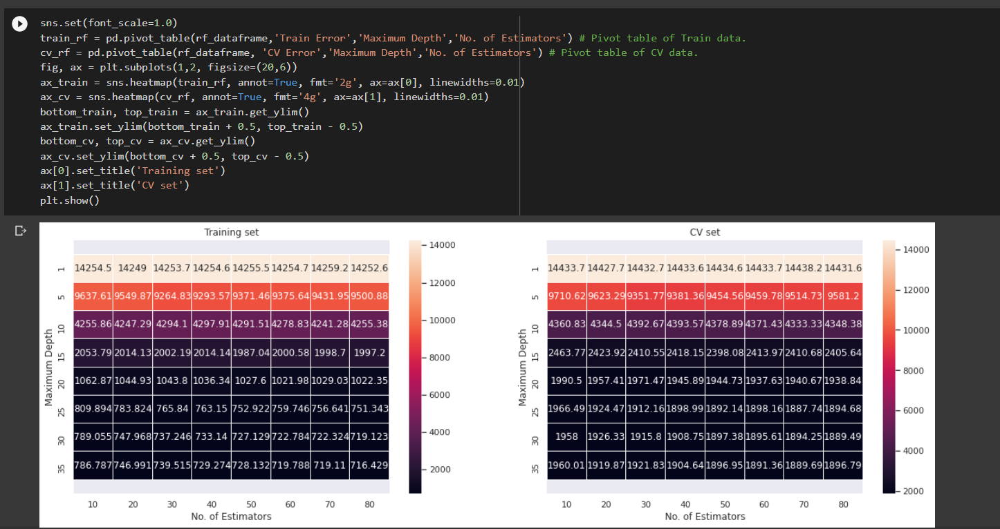 sns.set(font_scale=1.0)
train_rf = pd.pivot_table(rf_dataframe,'Train Error','Maximum Depth','No. of Estimators') # Pivot table of Train data.
cv_rf = pd.pivot_table(rf_dataframe, 'CV Error','Maximum Depth','No. of Estimators') # Pivot table of CV data.
fig, ax = plt.subplots(1,2, figsize=(20,6))
ax_train = sns.heatmap(train_rf, annot=True, fmt='2g', ax=ax[0], linewidths=0.01)
ax_cv = sns.heatmap(cv_rf, annot=True, fmt='4g', ax=ax[1], linewidths=0.01)
bottom_train, top_train = ax_train.get_ylim()
ax_train.set_ylim(bottom_train + 0.5, top_train - 0.5)
bottom_cv, top_cv = ax_cv.get_ylim()
ax_cv.set_ylim(bottom_cv + 0.5, top_cv - 0.5)
ax[0].set_title('Training set')
ax[1].set_title('CV set')
plt.show()
Training set
1 14254.5 14249 14253.7 14254.6 14255.5 14254.7 14259.2 14252.6
5 9637.61 9549.87 9264.83 9293.57 9371.46 9375.64 9431.95 9500.88
10 4255.86 4247.29 4294.1 4297.91 4291.51 4278.83 4241.28 4255.38
15 2053.79 2014.13 2002.19 2014.14 1987.04 2000.58 1998.7 1997.2
20 1062.87 1044.93 1043.8 1036.34 1027.6 1021.98 1029.03 1022.35
25 809.894 783.824 765.84 763.15 752.922 759.746 756.641 751.343
30 789.055 747.968 737.246 733.14 727.129 722.784 722.324 719.123
35 786.787 746.991 739.515 729.274 728.132 719.788 719.11 716.429
Maximum Depth
10 20 30 40 50 60 70 80
No. of Estimators
14000
12000
10000
8000
6000
4000
2000
CV set
1 14433.7 14427.7 14432.7 14433.6 14434.6 14433.7 14438.2 14431.6
5 9710.62 9623.29 9351.77 9381.36 9454.56 9459.78 9514.73 9581.2
10 4360.83 4344.5 4392.67 4393.57 4378.89 4371.43 4333.33 4348.38
15 2463.77 2423.92 2410.55 2418.15 2398.08 2413.97 2410.68 2405.64
20 1990.5 1957.41 1971.47 1945.89 1944.73 1937.63 1940.67 1938.84
25 1966.49 1924.47 1912.16 1898.99 1892.14 1898.16 1887.74 1894.68
30 1958 1926.33 1915.8 1908.75 1897.38 1895.61 1894.25 1889.49
35 1960.01 1919.87 1921.83 1904.64 1896.95 1891.36 1889.69 1896.79
Maximum Depth
10 20 30 40 50 60 70 80
No. of Estimators
14000
12000
10000
8000
6000
4000
2000